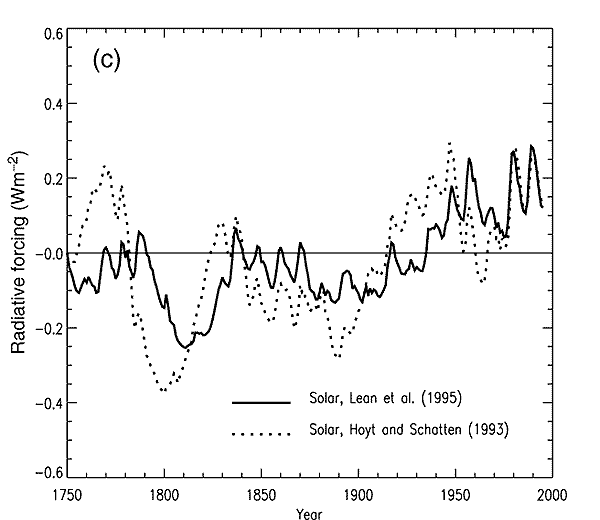 (c)
Radiative forcing (Wm−2)
0.6
0.4
0.2
−0.0
−0.2
−0.4
−0.6
Solar, Lean et al. (1995)
Solar, Hoyt and Schatten (1993)
1750 1800 1850 1900 1950 2000
Year